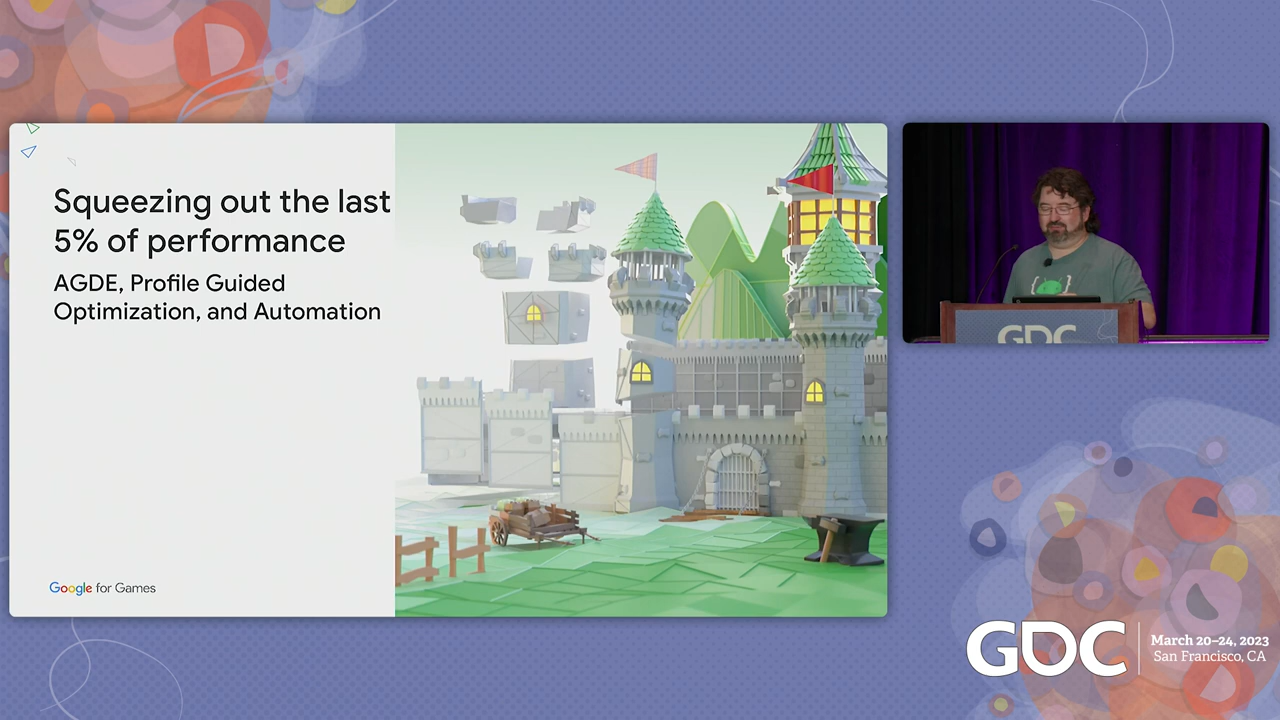 Squeezing out the last
5% of performance
AGDE, Profile Guided
Optimization, and Automation
Google for Games
GDC
GDC
March 20–24, 2023
San Francisco, CA